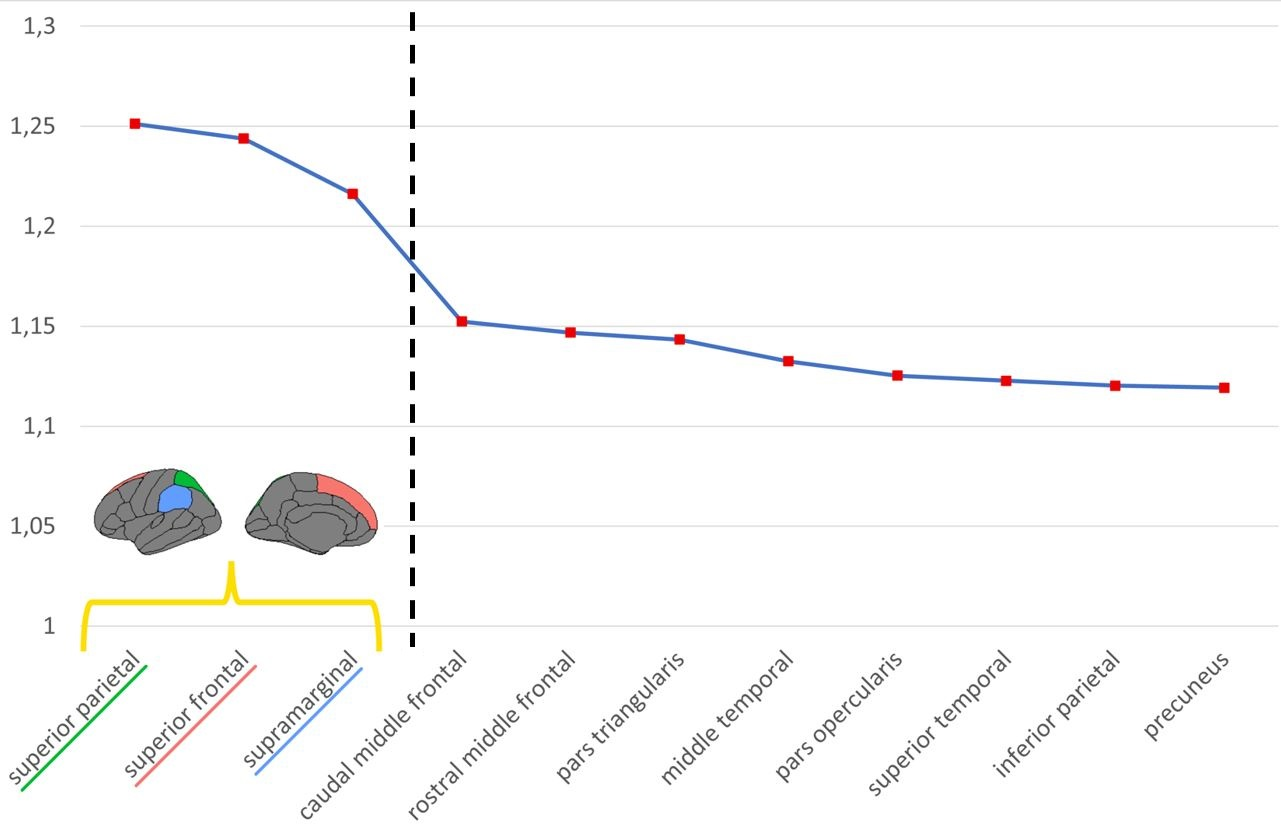 1,3
1,25
1,2
1,15
1,1
1,05
1
superior parietal
superior frontal
supramarginal
caudal middle frontal
rostral middle frontal
pars triangularis
middle temporal
pars opercularis
superior temporal
inferior parietal
precuneus